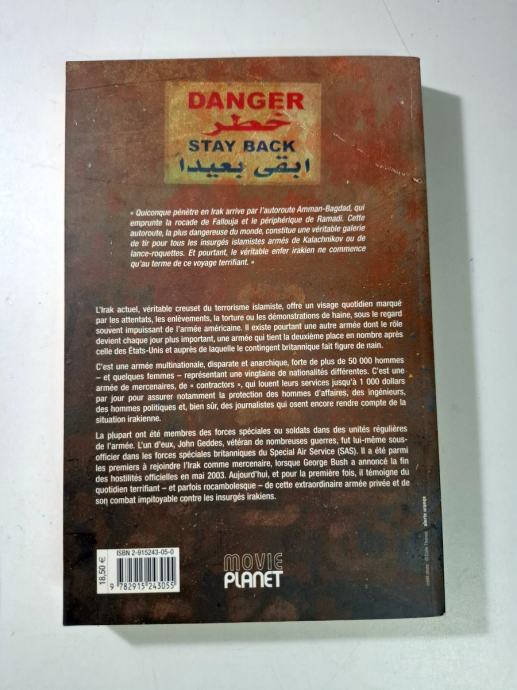 DANGER
خطر
STAY BACK
ابقى بعيدا
« Quiconque pénètre en Irak arrive par l'autoroute Amman-Bagdad, qui
emprunte la rocade de Fallouja et le périphérique de Ramadi. Cette
autoroute, la plus dangereuse du monde, constitue une véritable galerie
de tir pour tous les insurgés islamistes armés de Kalachnikov ou de
lance-roquettes. Et pourtant, le véritable enfer irakien ne commence
qu'au terme de ce voyage terrifiant. »
L'Irak actuel, véritable creuset du terrorisme islamiste, offre un visage quotidien marqué
par les attentats, les enlèvements, la torture ou les démonstrations de haine, sous le regard
souvent impuissant de l'armée américaine. Il existe pourtant une autre armée dont le rôle
devient chaque jour plus important, une armée qui tient la deuxième place en nombre après
celle des États-Unis et auprès de laquelle le contingent britannique fait figure de nain.
C'est une armée multinationale, disparate et anarchique, forte de plus de 50 000 hommes
– et quelques femmes – représentant une vingtaine de nationalités différentes. C'est une
armée de mercenaires, de « contractors », qui louent leurs services jusqu'à 1 000 dollars
par jour pour assurer notamment la protection des hommes d'affaires, des ingénieurs,
des hommes politiques et, bien sûr, des journalistes qui osent encore rendre compte de la
situation irakienne.
La plupart ont été membres des forces spéciales ou soldats dans des unités régulières
de l'armée. L'un d'eux, John Geddes, vétéran de nombreuses guerres, fut lui-même sous-
officier dans les forces spéciales britanniques du Special Air Service (SAS). Il a été parmi
les premiers à rejoindre l'Irak comme mercenaire, lorsque George Bush a annoncé la fin
des hostilités officielles en mai 2003. Aujourd'hui, et pour la première fois, il témoigne du
quotidien terrifiant – et parfois rocambolesque – de cette extraordinaire armée privée et de
son combat impitoyable contre les insurgés irakiens.
ISBN 2-915243-05-0
18,50 €
9 782915 243055
MOVIE
PLANET